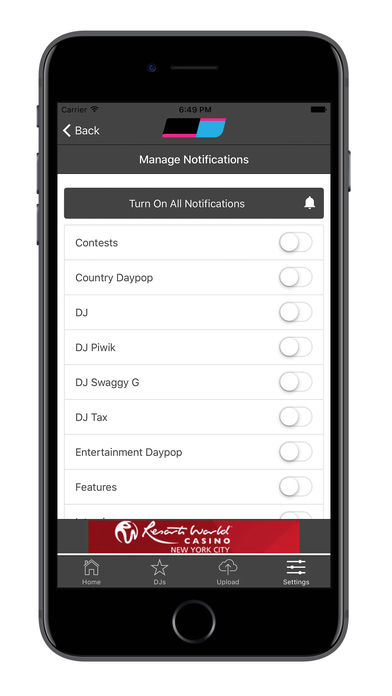 Carrier 6:49 PM
Back
Manage Notifications
Turn On All Notifications
Contests
Country Daypop
DJ
DJ Piwik
DJ Swaggy G
DJ Tax
Entertainment Daypop
Features
RW Resorts World
CASINO
NEW YORK CITY
Home DJs Upload Settings